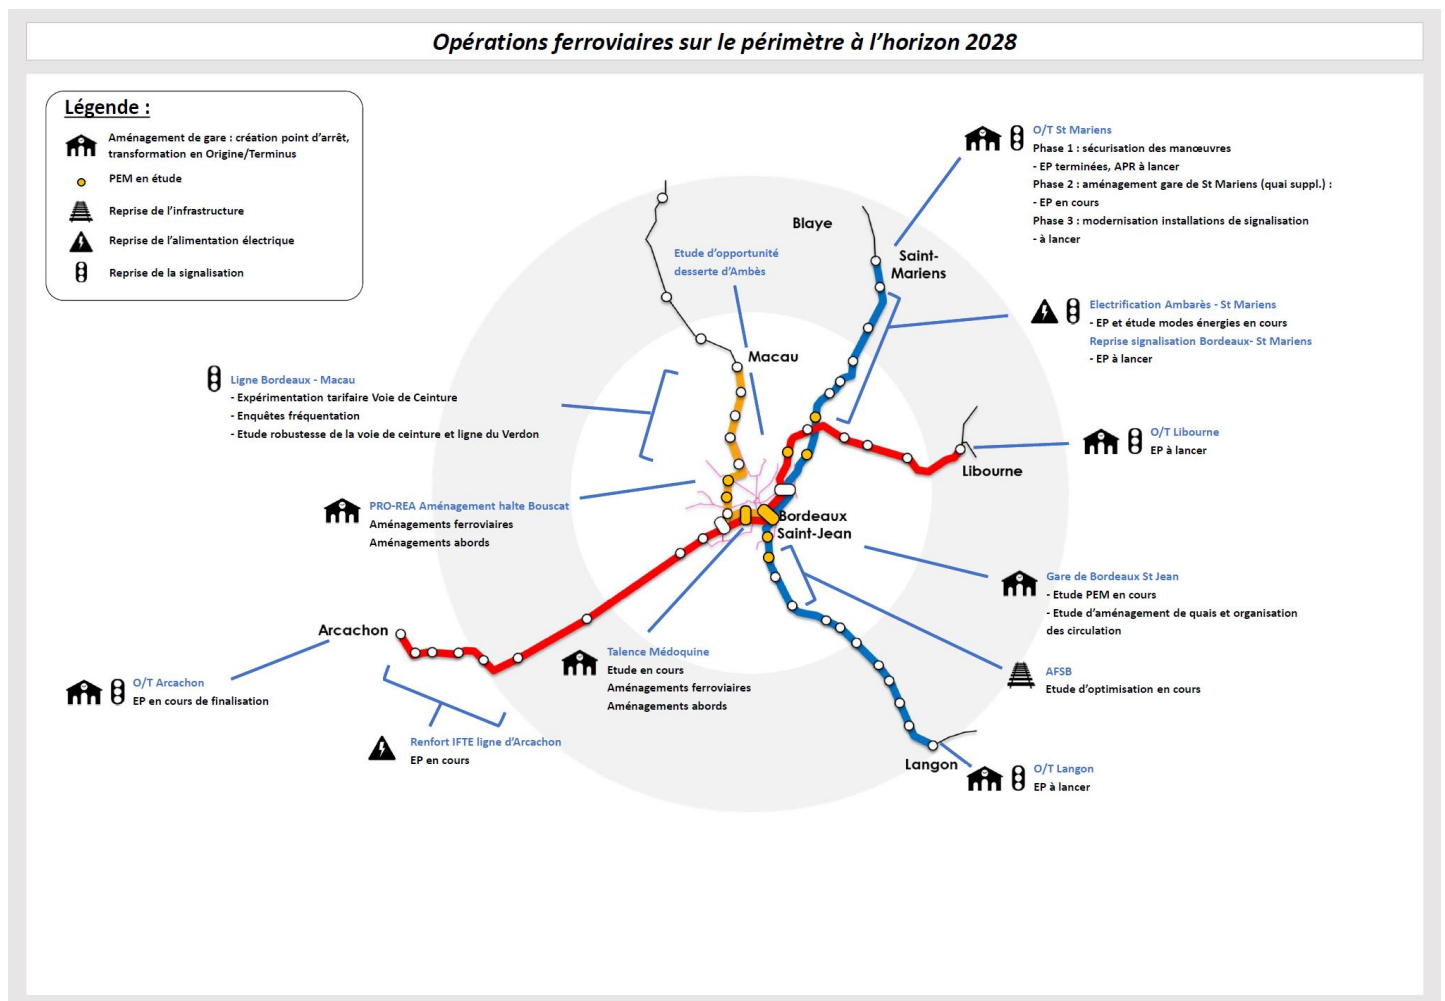 Opérations ferroviaires sur le périmètre à l'horizon 2028
Légende :
Aménagement de gare : création point d'arrêt,
transformation en Origine/Terminus
PEM en étude
Reprise de l'infrastructure
Reprise de l'alimentation électrique
Reprise de la signalisation
O/T St Mariens
Phase 1 : sécurisation des manœuvres
- EP terminées, APR à lancer
Phase 2 : aménagement gare de St Mariens (quai suppl.) :
- EP en cours
Phase 3 : modernisation installations de signalisation
- à lancer
Blaye
Saint-
Mariens
Etude d'opportunité
desserte d'Ambès
Electrification Ambarès - St Mariens
- EP et étude modes énergies en cours
Reprise signalisation Bordeaux- St Mariens
- EP à lancer
Macau
Ligne Bordeaux - Macau
- Expérimentation tarifaire Voie de Ceinture
- Enquêtes fréquentation
- Etude robustesse de la voie de ceinture et ligne du Verdon
O/T Libourne
EP à lancer
Libourne
PRO-REA Aménagement halte Bouscat
Aménagements ferroviaires
Aménagements abords
Bordeaux
Saint-Jean
Gare de Bordeaux St Jean
- Etude PEM en cours
- Etude d'aménagement de quais et organisation
des circulation
Arcachon
O/T Arcachon
EP en cours de finalisation
Talence Médoquine
Etude en cours
Aménagements ferroviaires
Aménagements abords
AFSB
Etude d'optimisation en cours
Renfort IFTE ligne d'Arcachon
EP en cours
Langon
O/T Langon
EP à lancer